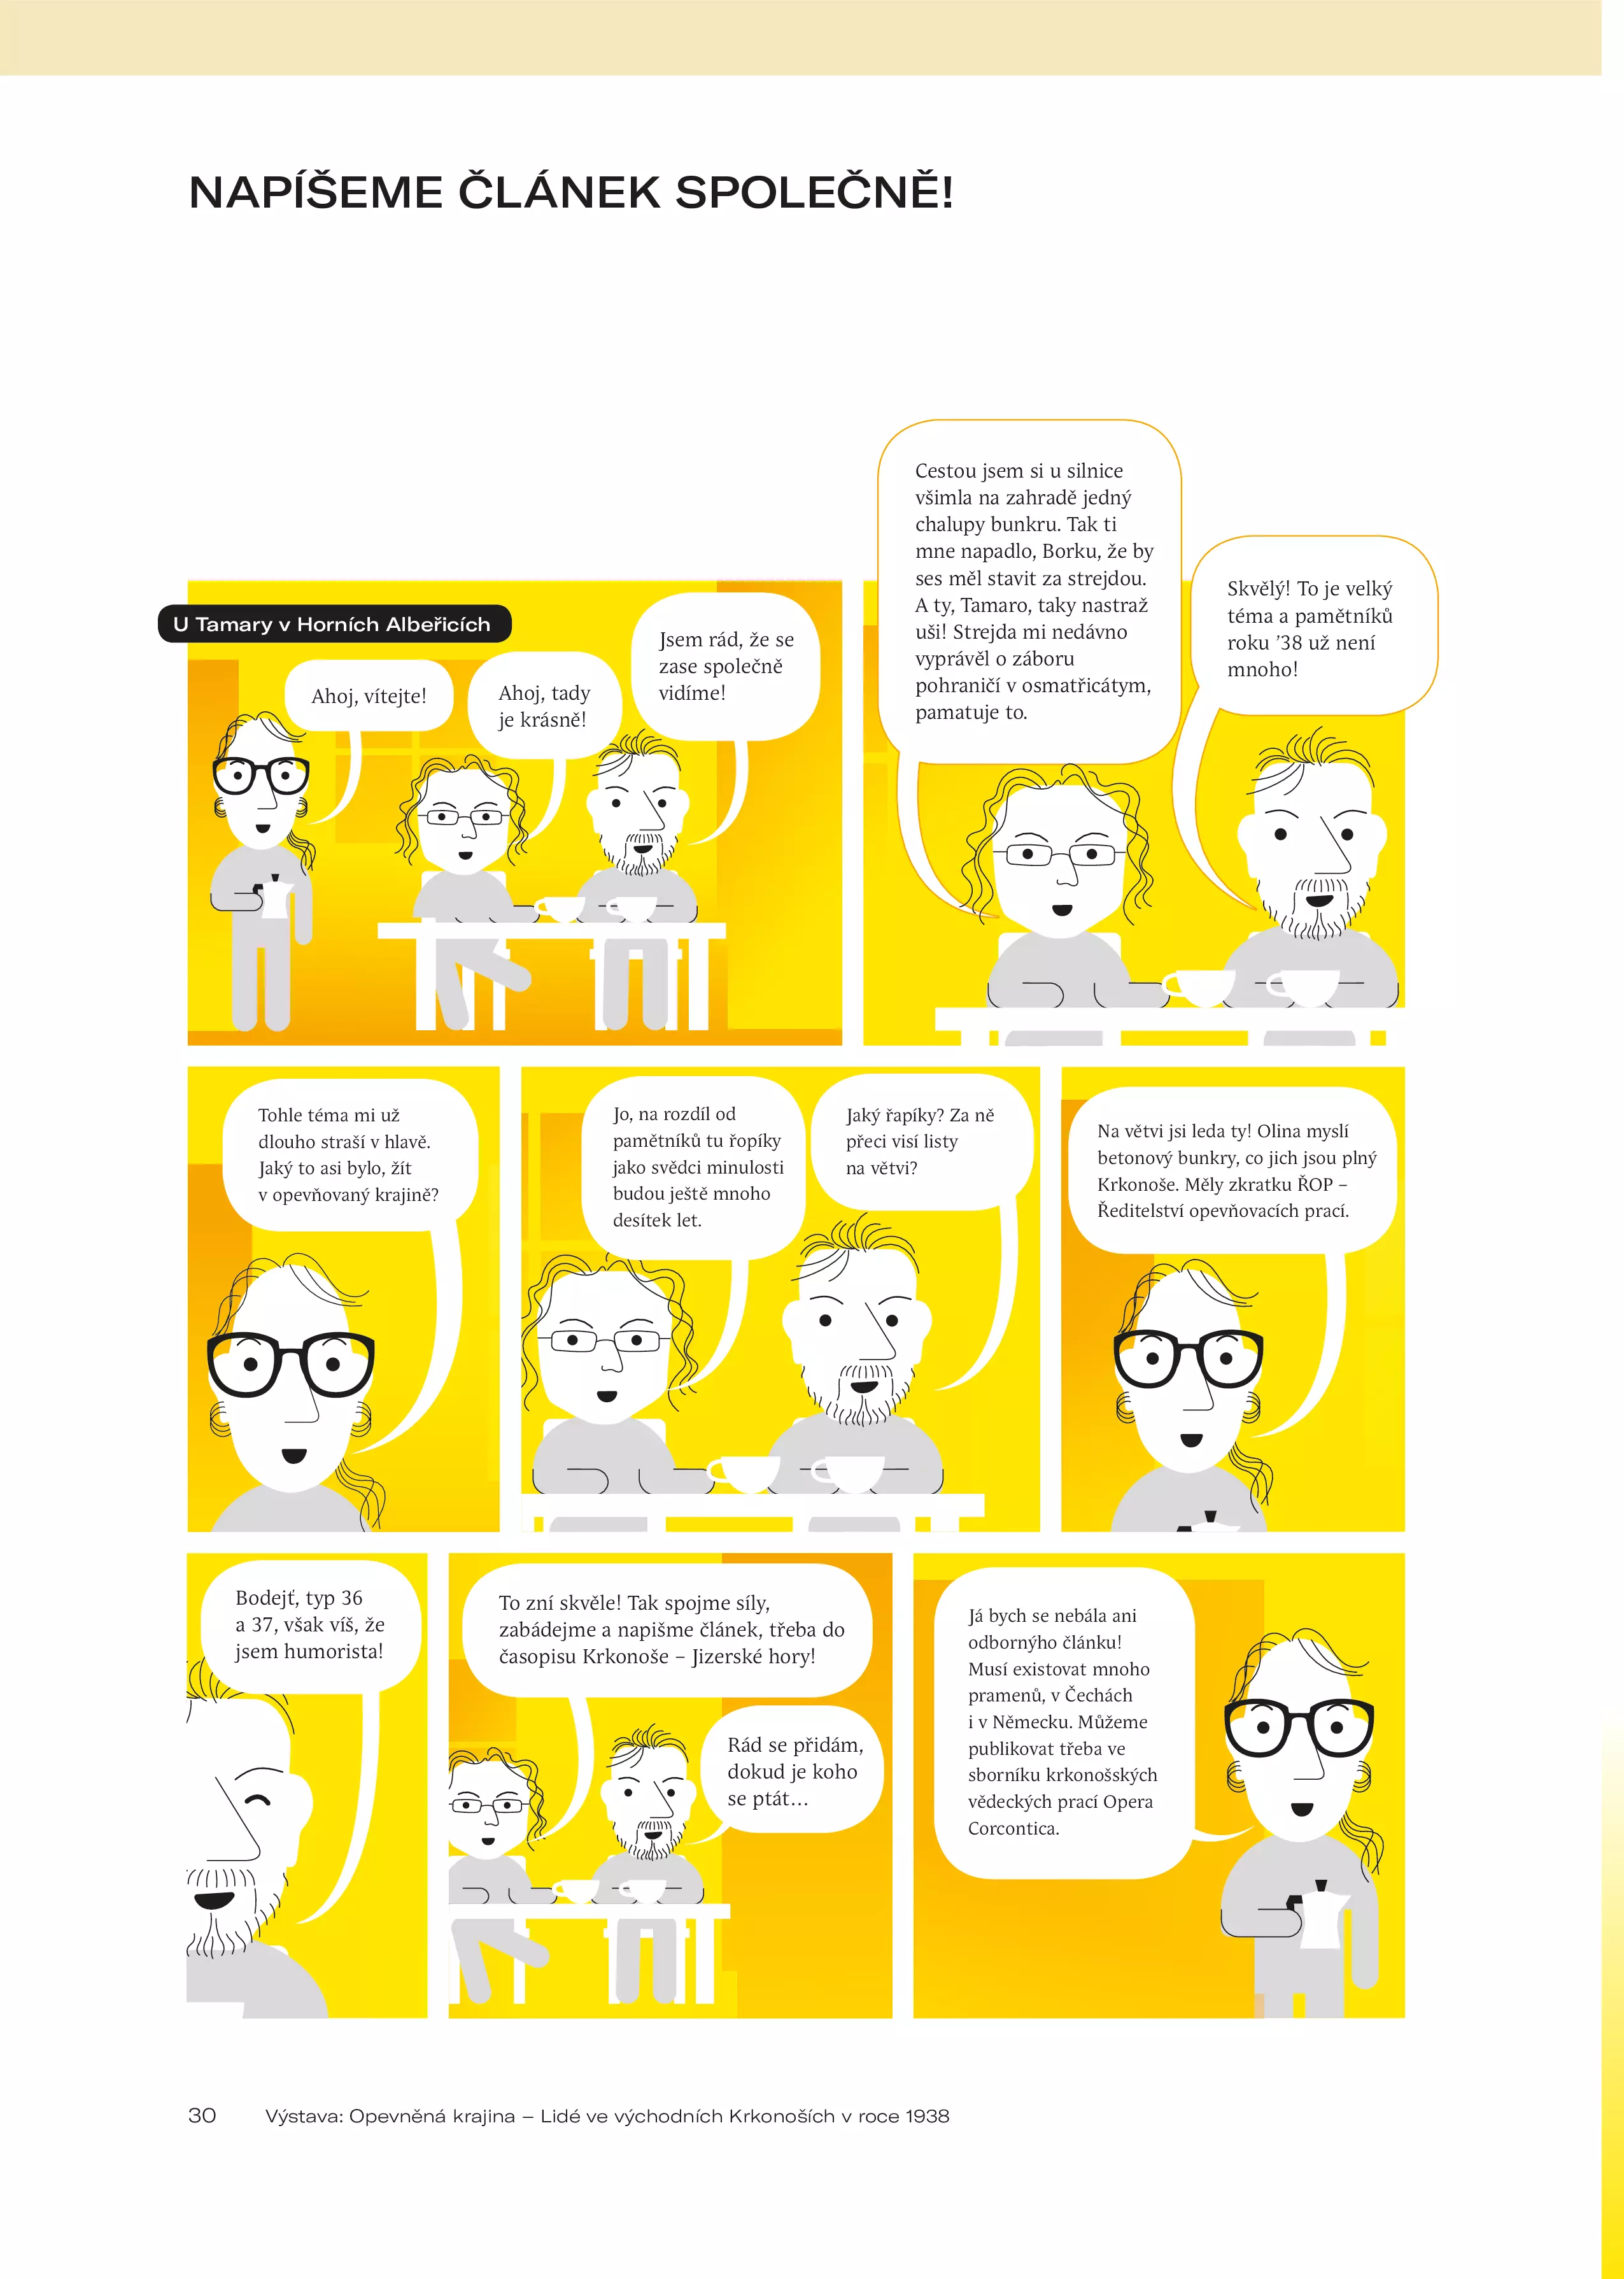 NAPÍŠEME ČLÁNEK SPOLEČNĚ!
U Tamary v Horních Albeřicích
Ahoj, vítejte!
Ahoj, tady
je krásně!
Jsem rád, že se
zase společně
vidíme!
Cestou jsem si u silnice
všimla na zahradě jedný
chalupy bunkru. Tak ti
mne napadlo, Borku, že by
ses měl stavit za strejdou.
A ty, Tamaro, taky nastraž
uši! Strejda mi nedávno
vyprávěl o záboru
pohraničí v osmatřicátym,
pamatuje to.
Skvělý! To je velký
téma a pamětníků
roku ’38 už není
mnoho!
Tohle téma mi už
dlouho straší v hlavě.
Jaký to asi bylo, žít
v opevňovaný krajině?
Jo, na rozdíl od
pamětníků tu řopíky
jako svědci minulosti
budou ještě mnoho
desítek let.
Jaký řapíky? Za ně
přeci visí listy
na větvi?
Na větvi jsi leda ty! Olina myslí
betonový bunkry, co jich jsou plný
Krkonoše. Měly zkratku ŘOP –
Ředitelství opevňovacích prací.
Bodejť, typ 36
a 37, však víš, že
jsem humorista!
To zní skvěle! Tak spojme síly,
zabádejme a napišme článek, třeba do
časopisu Krkonoše – Jizerské hory!
Rád se přidám,
dokud je koho
se ptát…
Já bych se nebála ani
odbornýho článku!
Musí existovat mnoho
pramenů, v Čechách
i v Německu. Můžeme
publikovat třeba ve
sborníku krkonošských
vědeckých prací Opera
Corcontica.
30 Výstava: Opevněná krajina – Lidé ve východních Krkonoších v roce 1938